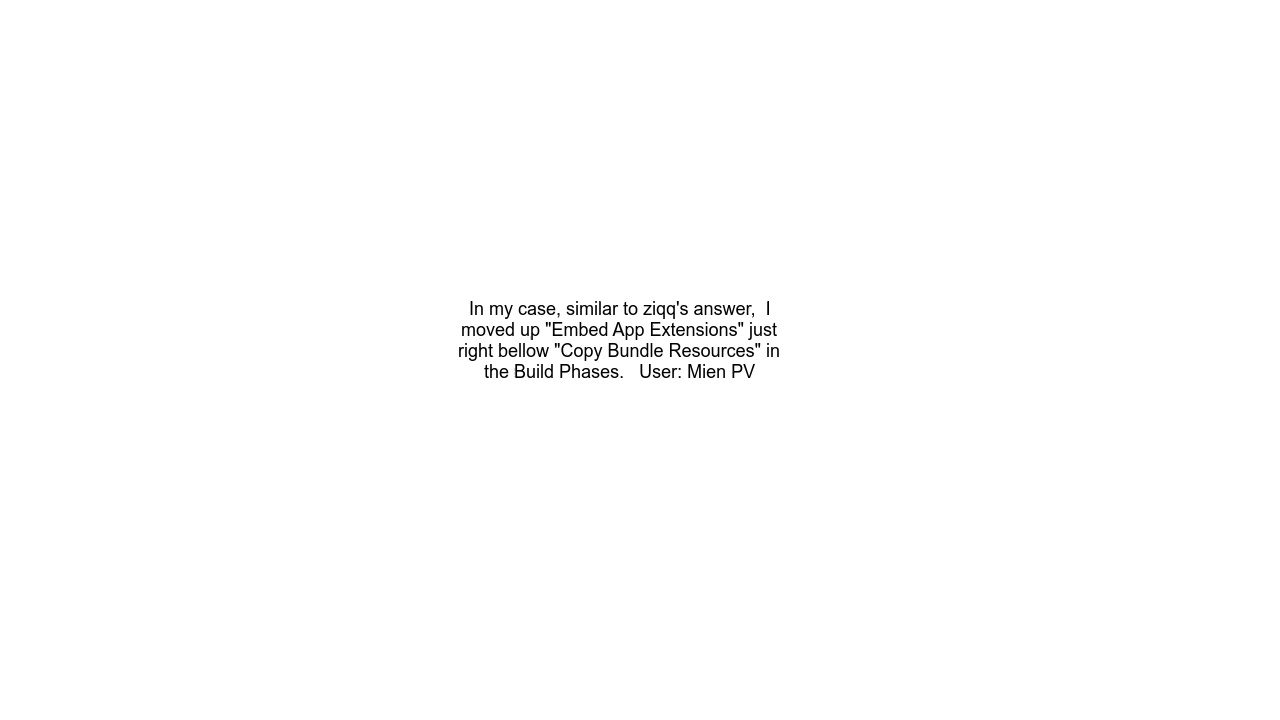 In my case, similar to ziqq's answer,  I
moved up "Embed App Extensions" just
right bellow "Copy Bundle Resources" in
the Build Phases.   User: Mien PV